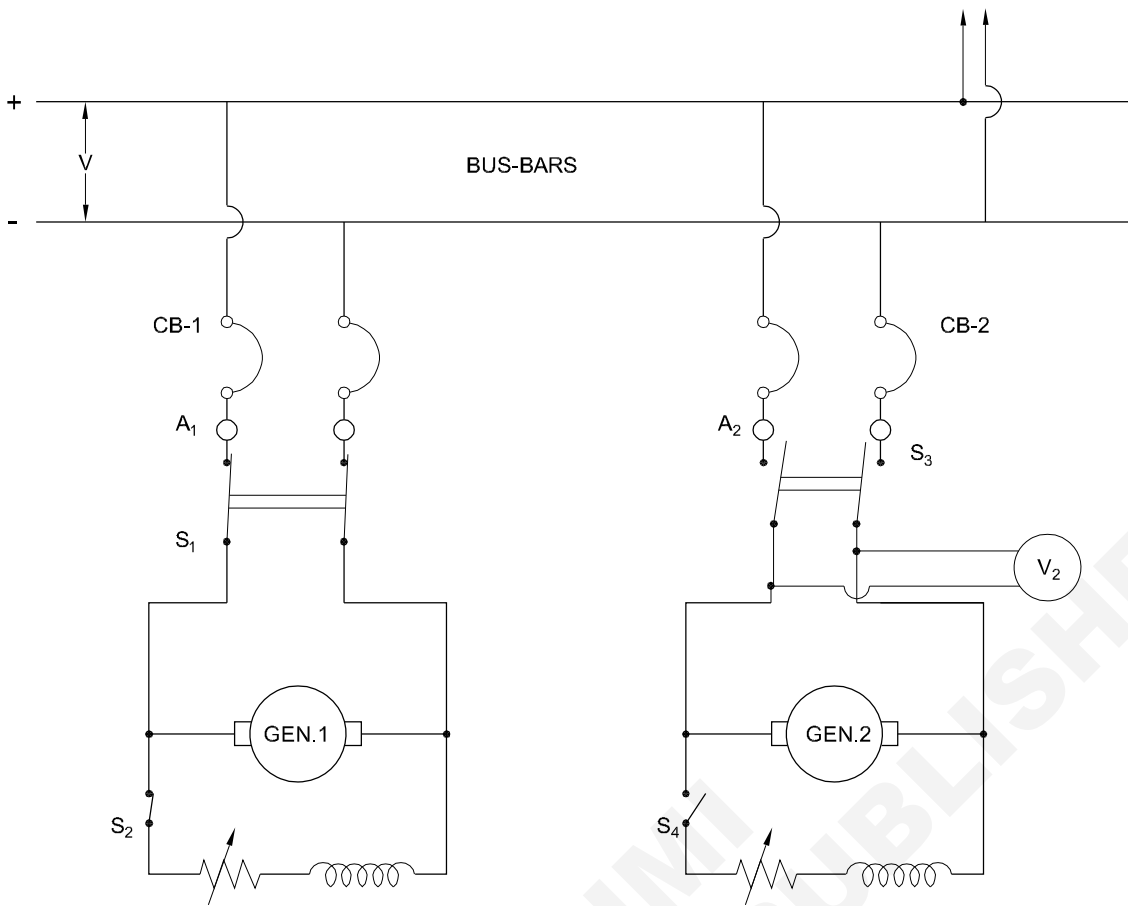 +
V
BUS-BARS
-
CB-1
CB-2
A₁
A₂
S₃
S₁
V₂
GEN.1
GEN.2
S₂
S₄